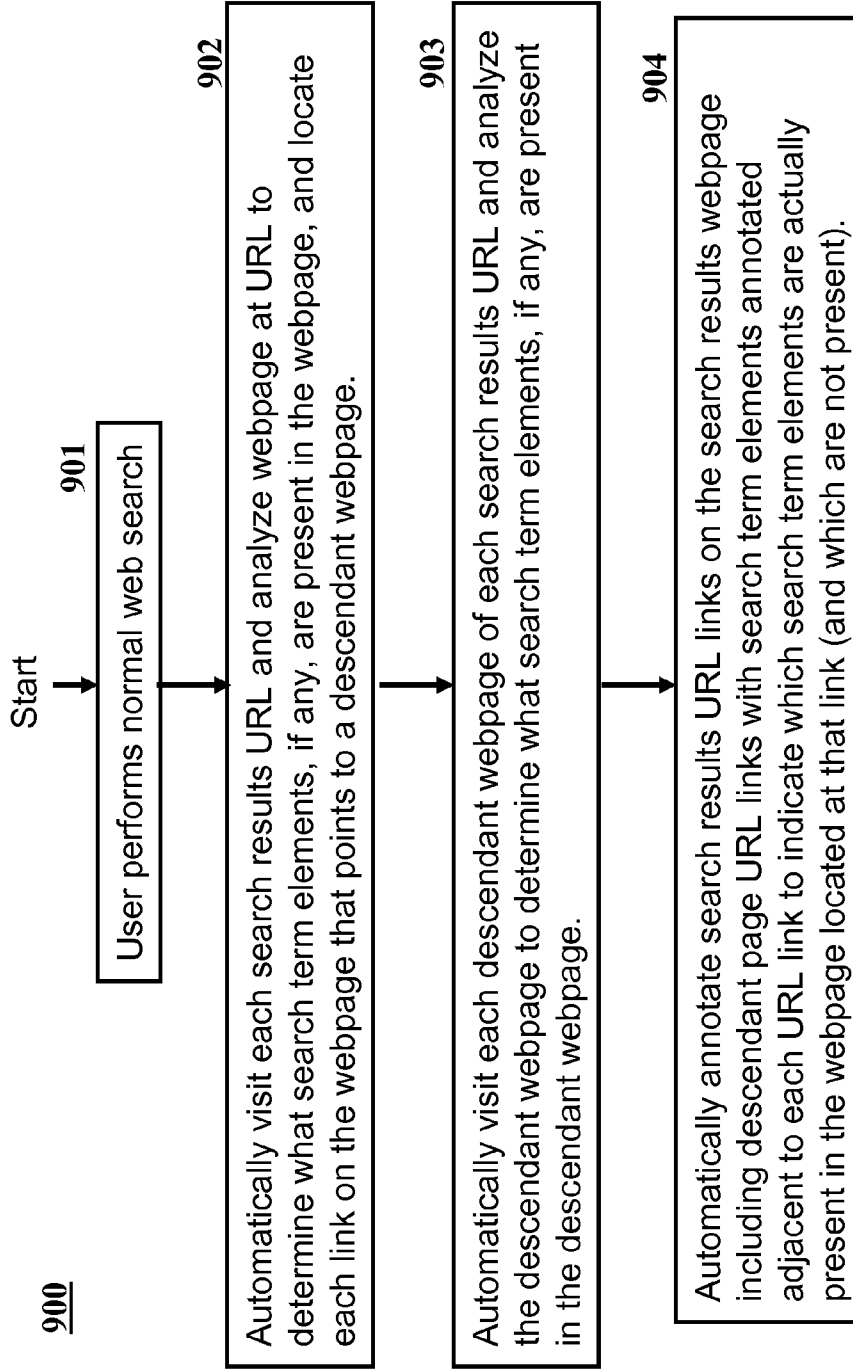 900
Start
901
User performs normal web search
902
Automatically visit each search results URL and analyze webpage at URL to
determine what search term elements, if any, are present in the webpage, and locate
each link on the webpage that points to a descendant webpage.
903
Automatically visit each descendant webpage of each search results URL and analyze
the descendant webpage to determine what search term elements, if any, are present
in the descendant webpage.
904
Automatically annotate search results URL links on the search results webpage
including descendant page URL links with search term elements annotated
adjacent to each URL link to indicate which search term elements are actually
present in the webpage located at that link (and which are not present).